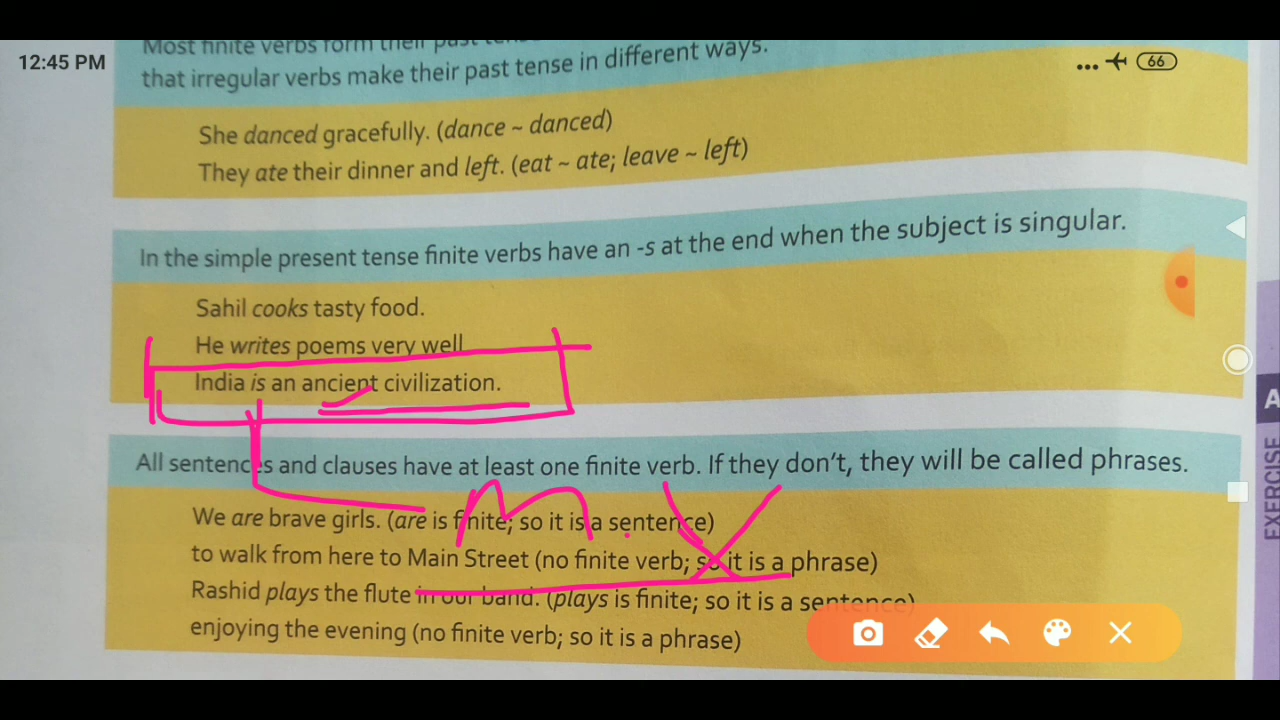 Most finite verbs form their past
12:45 PM
66
that irregular verbs make their past tense in different ways.
She danced gracefully. (dance ~ danced)
They ate their dinner and left. (eat ~ ate; leave ~ left)
In the simple present tense finite verbs have an -s at the end when the subject is singular.
Sahil cooks tasty food.
He writes poems very well
India is an ancient civilization.
All sentences and clauses have at least one finite verb. If they don't, they will be called phrases.
We are brave girls. (are is finite; so it is a sentence)
to walk from here to Main Street (no finite verb; so it is a phrase)
Rashid plays the flute in our band. (plays is finite; so it is a sentence)
enjoying the evening (no finite verb; so it is a phrase)
EXERCISE A